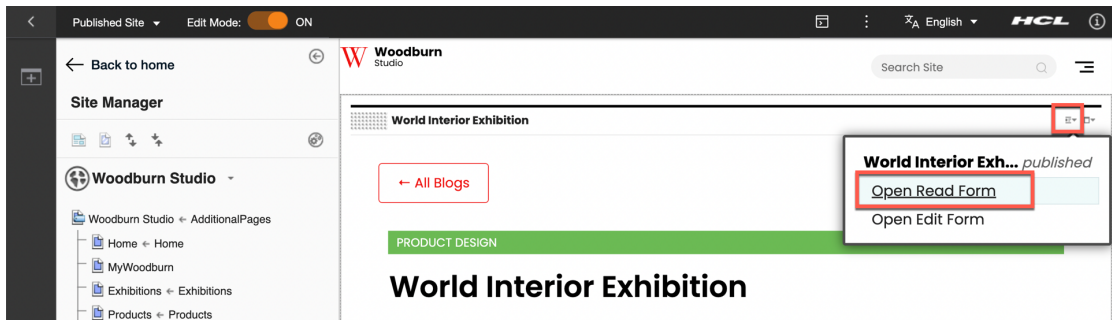 Published Site Edit Mode: ON English HCL
Back to home
Site Manager
Woodburn Studio
Woodburn Studio ← AdditionalPages
Home ← Home
MyWoodburn
Exhibitions ← Exhibitions
Products ← Products
W Woodburn
Studio
Search Site
World Interior Exhibition
World Interior Exh... published
Open Read Form
Open Edit Form
← All Blogs
PRODUCT DESIGN
World Interior Exhibition